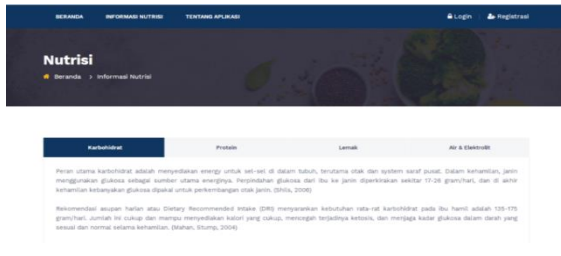 BERANDA INFORMASI NUTRISI TENTANG APLIKASI Login Registrasi
Nutrisi
Beranda > Informasi Nutrisi
Karbohidrat Protein Lemak Air & Elektrolit
Peran utama karbohidrat adalah menyediakan energy untuk sel-sel di dalam tubuh, terutama otak dan system saraf pusat. Dalam kehamilan, janin
menggunakan glukosa sebagai sumber utama energinya. Perpindahan glukosa dari ibu ke janin diperkirakan sekitar 17-26 gram/hari, dan di akhir
kehamilan kebanyakan glukosa dipakai untuk perkembangan otak janin. (Shils, 2006)
Rekomendasi asupan harian atau Dietary Recommended Intake (DRI) menyarankan kebutuhan rata-rat karbohidrat pada ibu hamil adalah 135-175
gram/hari. Jumlah ini cukup dan mampu menyediakan kalori yang cukup, mencegah terjadinya ketosis, dan menjaga kadar glukosa dalam darah yang
sesuai dan normal selama kehamilan. (Mahan, Stump, 2004)